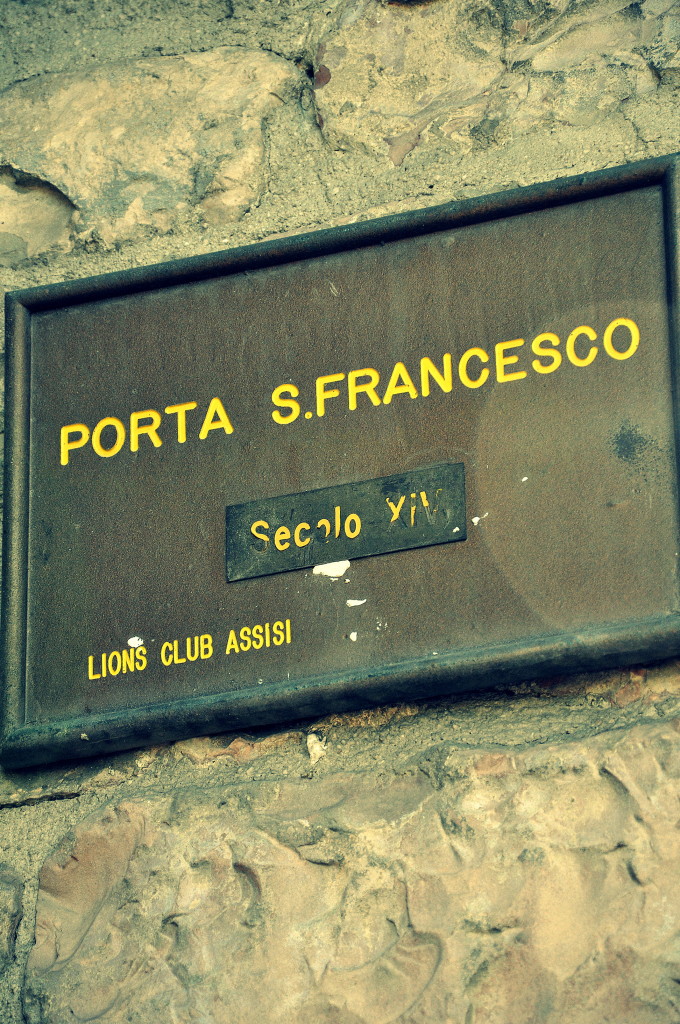 PORTA S.FRANCESCO
Secolo XiV
LIONS CLUB ASSISI